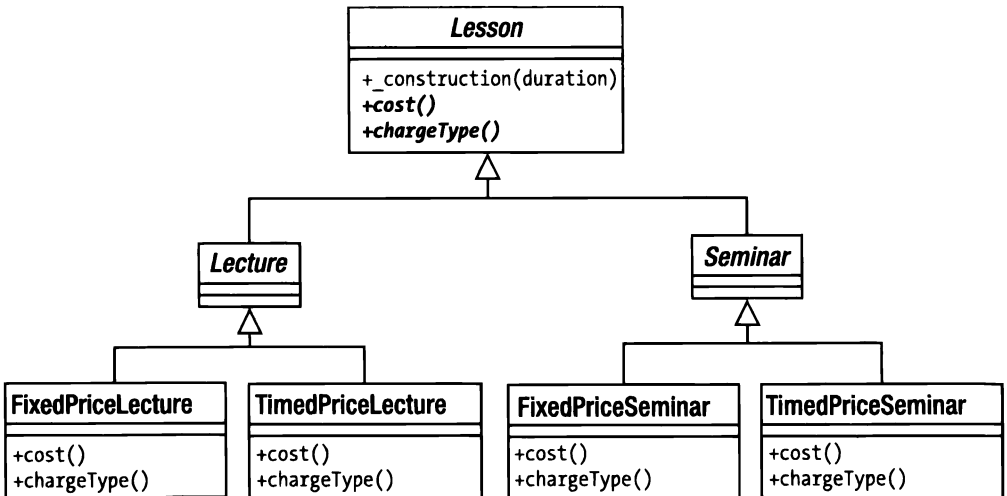 Lesson
+_construction(duration)
+cost()
+chargeType()
Lecture
Seminar
FixedPriceLecture
+cost()
+chargeType()
TimedPriceLecture
+cost()
+chargeType()
FixedPriceSeminar
+cost()
+chargeType()
TimedPriceSeminar
+cost()
+chargeType()